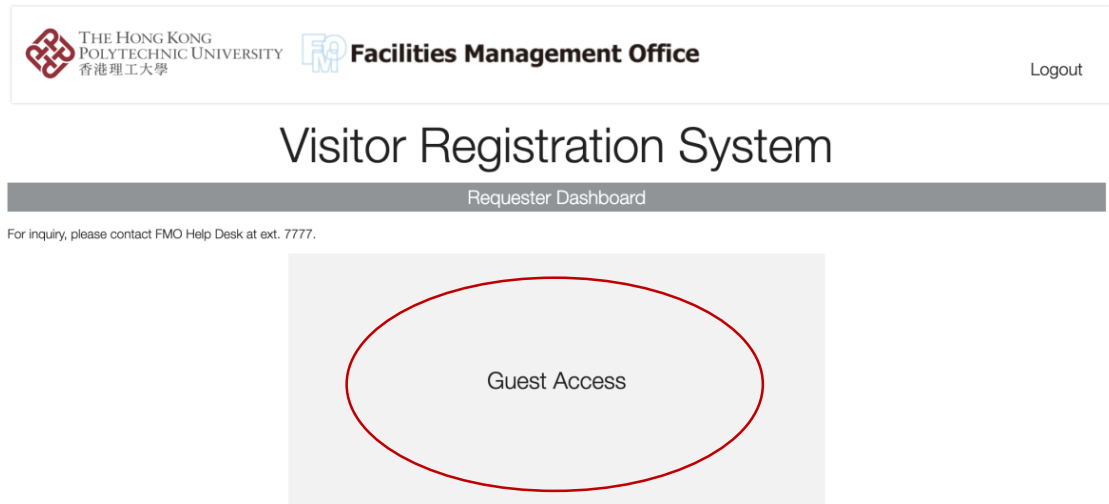 THE HONG KONG
POLYTECHNIC UNIVERSITY
香港理工大學
FMO
Facilities Management Office
Logout
Visitor Registration System
Requester Dashboard
For inquiry, please contact FMO Help Desk at ext. 7777.
Guest Access